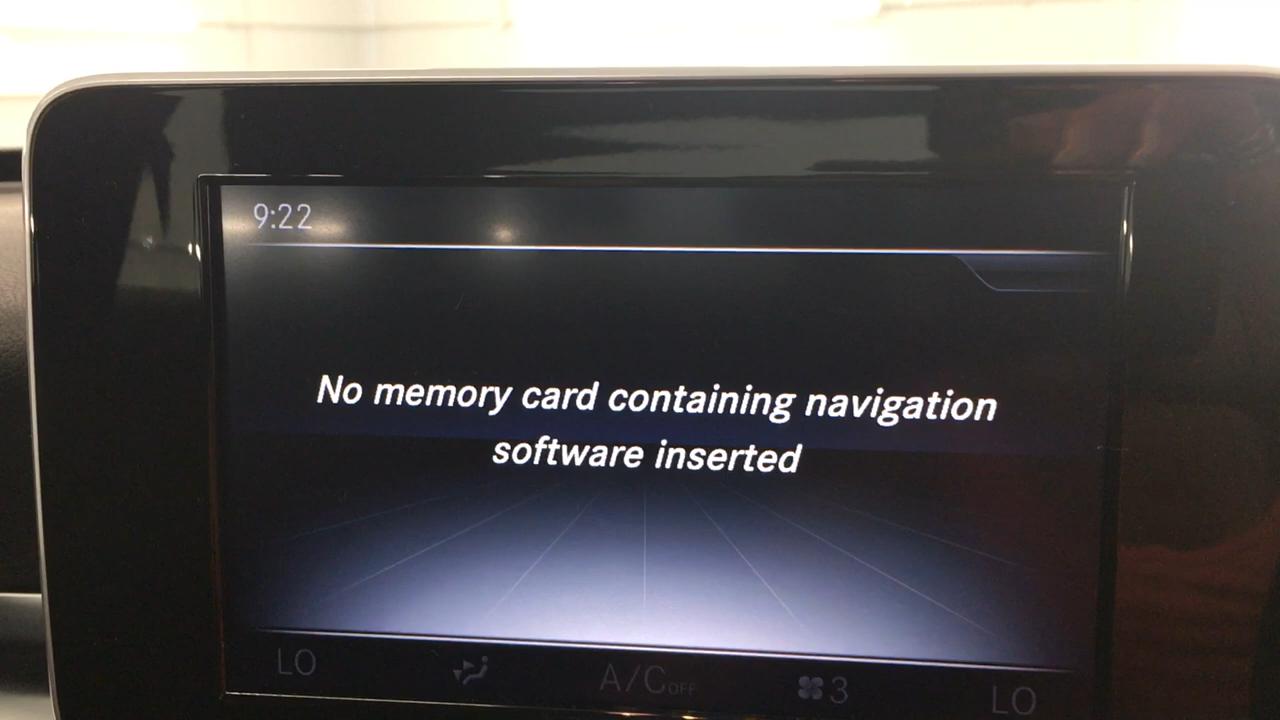 9:22
No memory card containing navigation
software inserted
LO A/C OFF 3 LO